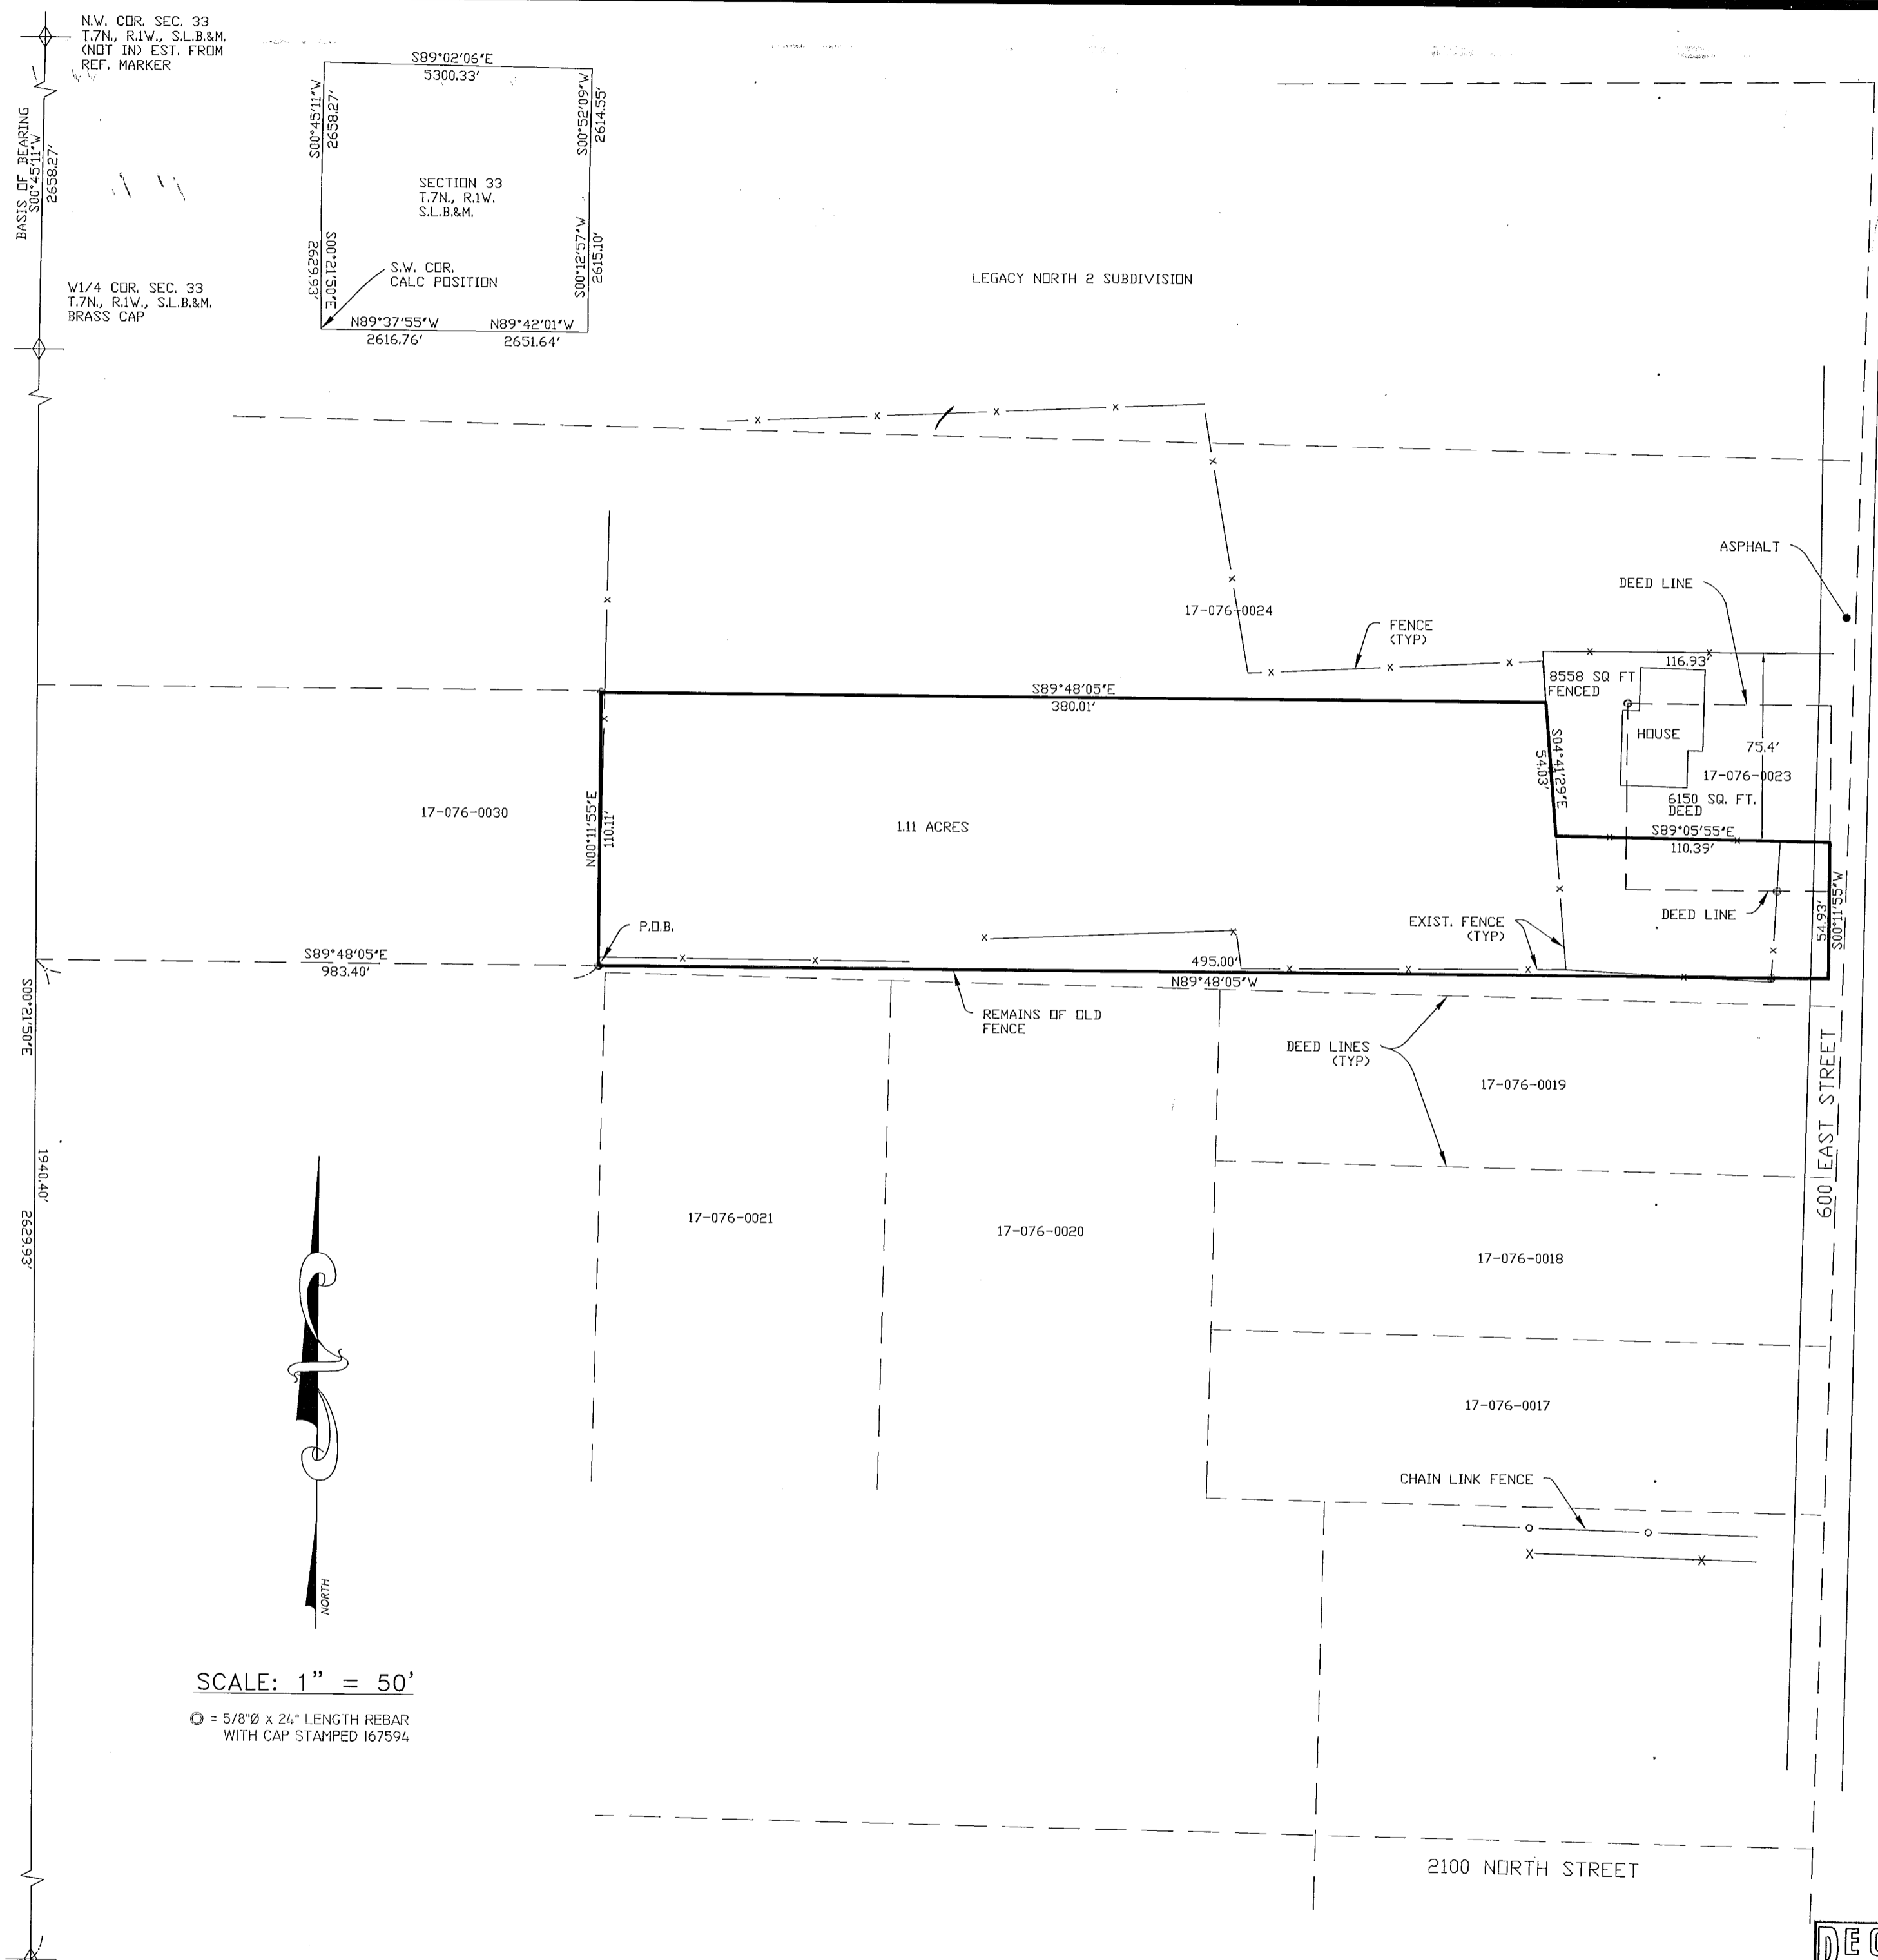 N.W. COR. SEC. 33
T.7N., R.1W., S.L.B.&M.
(NOT IN) EST. FROM
REF. MARKER
BASIS OF BEARING
S00°45'11"W
2658.27'
W1/4 COR. SEC. 33
T.7N., R.1W., S.L.B.&M.
BRASS CAP
S89°02'06"E
5300.33'
S00°45'11"W
2658.27'
S00°52'09"W
2614.55'
SECTION 33
T.7N., R.1W.
S.L.B.&M.
S00°21'50"E
2629.93'
S00°12'57"W
2615.10'
S.W. COR.
CALC POSITION
N89°37'55"W
2616.76'
N89°42'01"W
2651.64'
LEGACY NORTH 2 SUBDIVISION
ASPHALT
DEED LINE
17-076-0024
FENCE
(TYP)
116.93'
8558 SQ FT
FENCED
HOUSE
75.4'
17-076-0023
6150 SQ. FT.
DEED
S89°48'05"E
380.01'
S04°41'29"E
54.03'
S89°05'55"E
110.39'
17-076-0030
N00°11'55"E
110.11'
1.11 ACRES
54.93'
S00°11'55"W
DEED LINE
P.O.B.
EXIST. FENCE
(TYP)
S89°48'05"E
983.40'
495.00'
N89°48'05"W
REMAINS OF OLD
FENCE
DEED LINES
(TYP)
17-076-0019
600 EAST STREET
S00°21'50"E
1940.40'
2629.93'
17-076-0021
17-076-0020
17-076-0018
17-076-0017
CHAIN LINK FENCE
NORTH
SCALE: 1" = 50'
= 5/8"Ø x 24" LENGTH REBAR
WITH CAP STAMPED 167594
2100 NORTH STREET